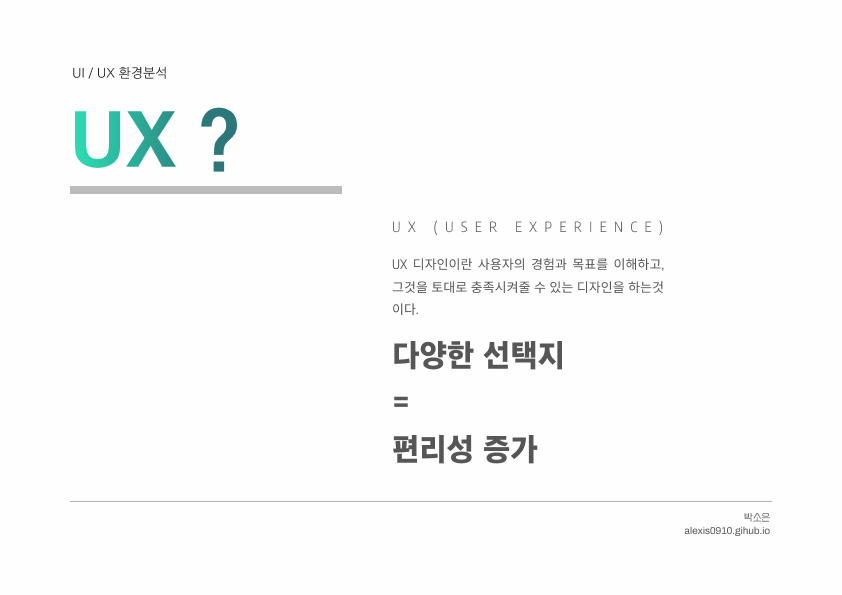 UI / UX 환경분석
UX ?
UX (USER EXPERIENCE)
UX 디자인이란 사용자의 경험과 목표를 이해하고,
그것을 토대로 충족시켜줄 수 있는 디자인을 하는것
이다.
다양한 선택지
=
편리성 증가
박소은
alexis0910.gihub.io